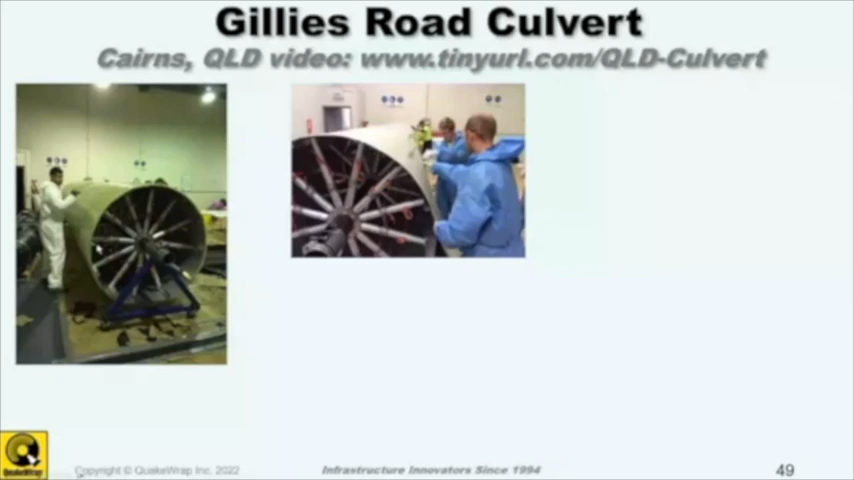 Gillies Road Culvert
Cairns, QLD video: www.tinyurl.com/QLD-Culvert
QuakeWrap
Copyright © QuakeWrap Inc. 2022
Infrastructure Innovators Since 1994
49